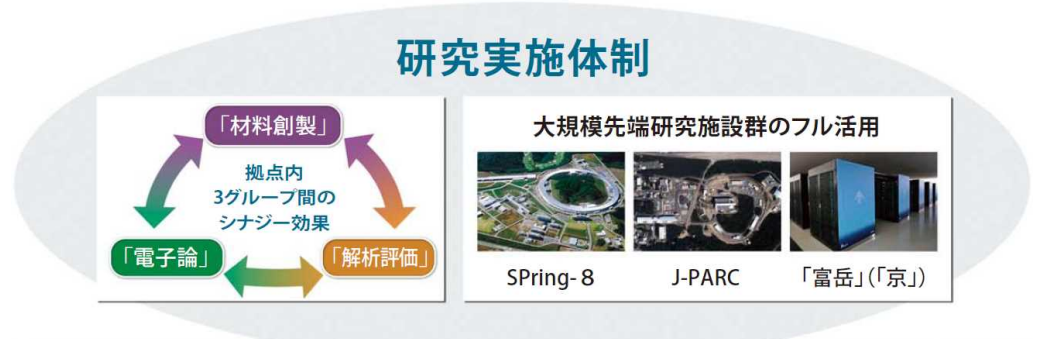 研究実施体制
「材料創製」
拠点内
3グループ間の
シナジー効果
「電子論」
「解析評価」
大規模先端研究施設群のフル活用
SPring-8
J-PARC
「富岳」(「京」)